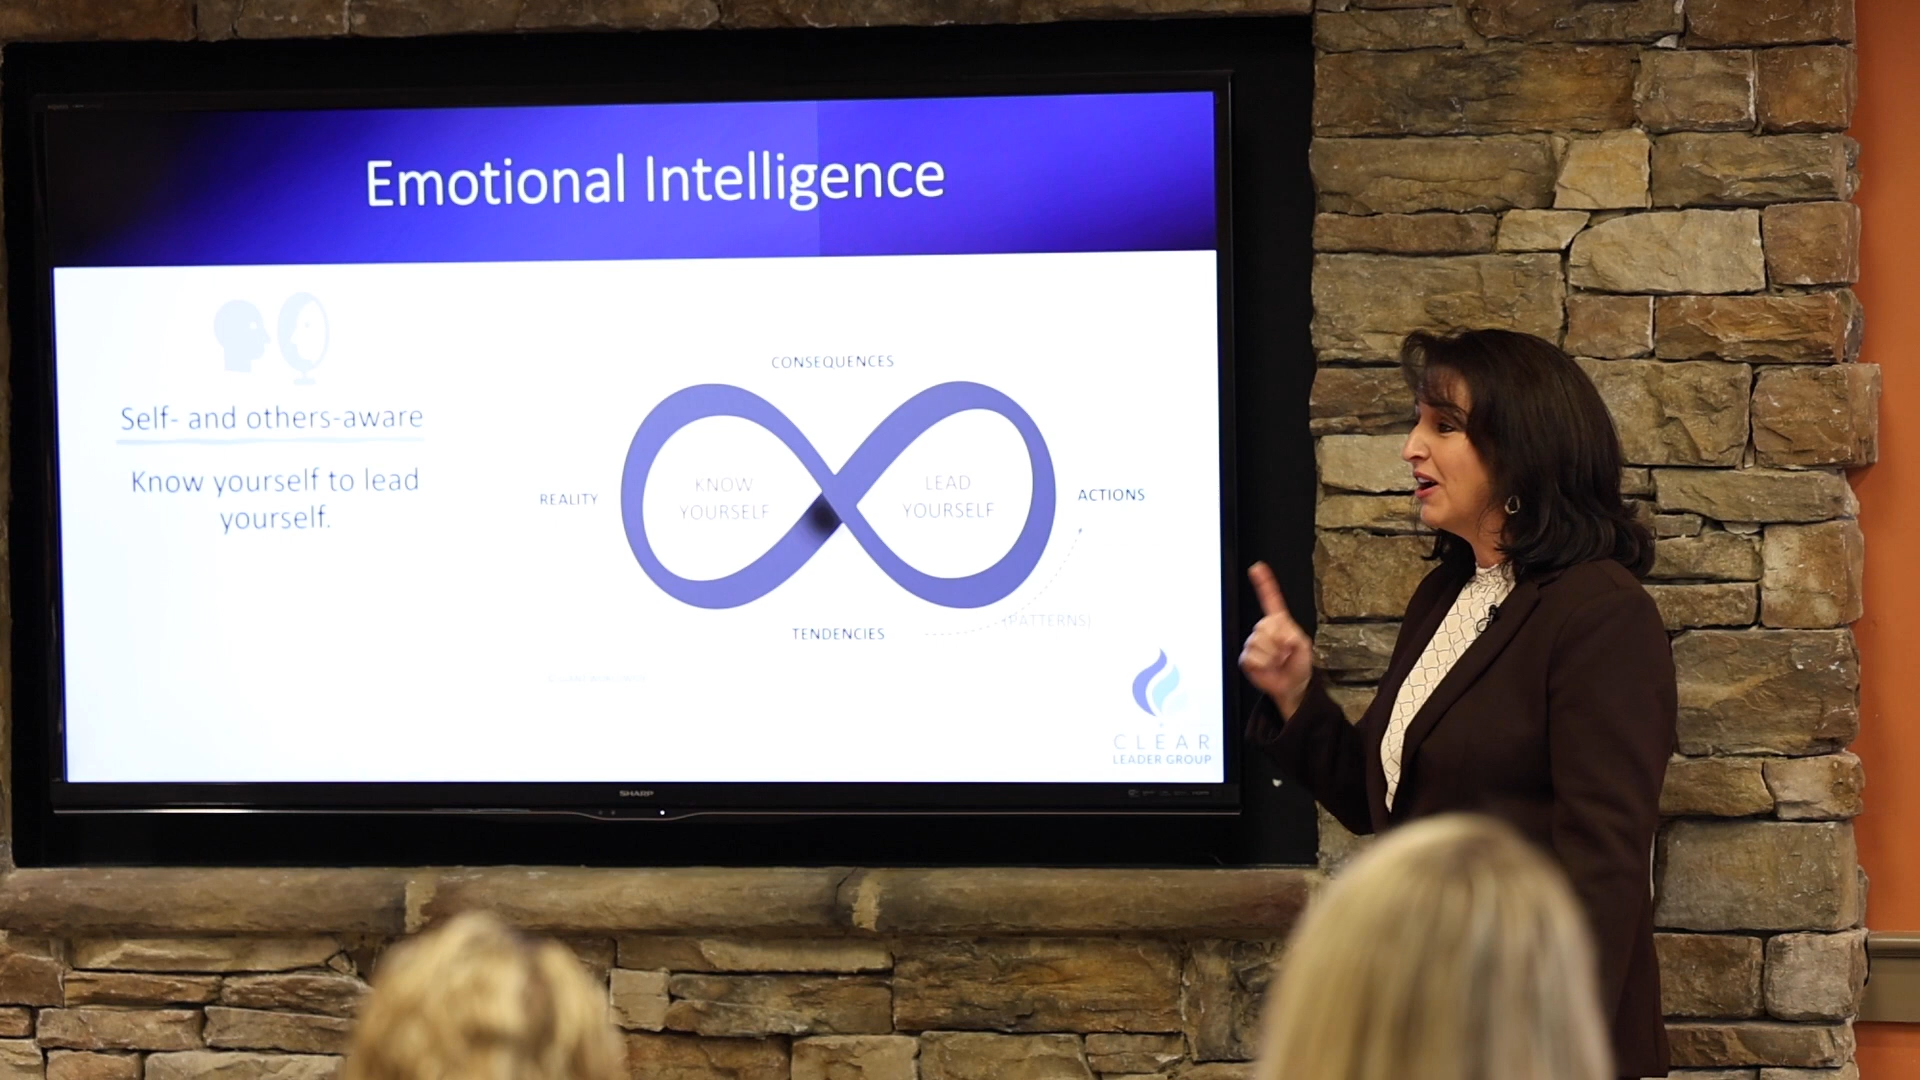 Emotional Intelligence
Self- and others-aware
Know yourself to lead
yourself.
CONSEQUENCES
REALITY
KNOW
YOURSELF
LEAD
YOURSELF
ACTIONS
TENDENCIES
(PATTERNS)
CLEAR
LEADER GROUP
SHARP